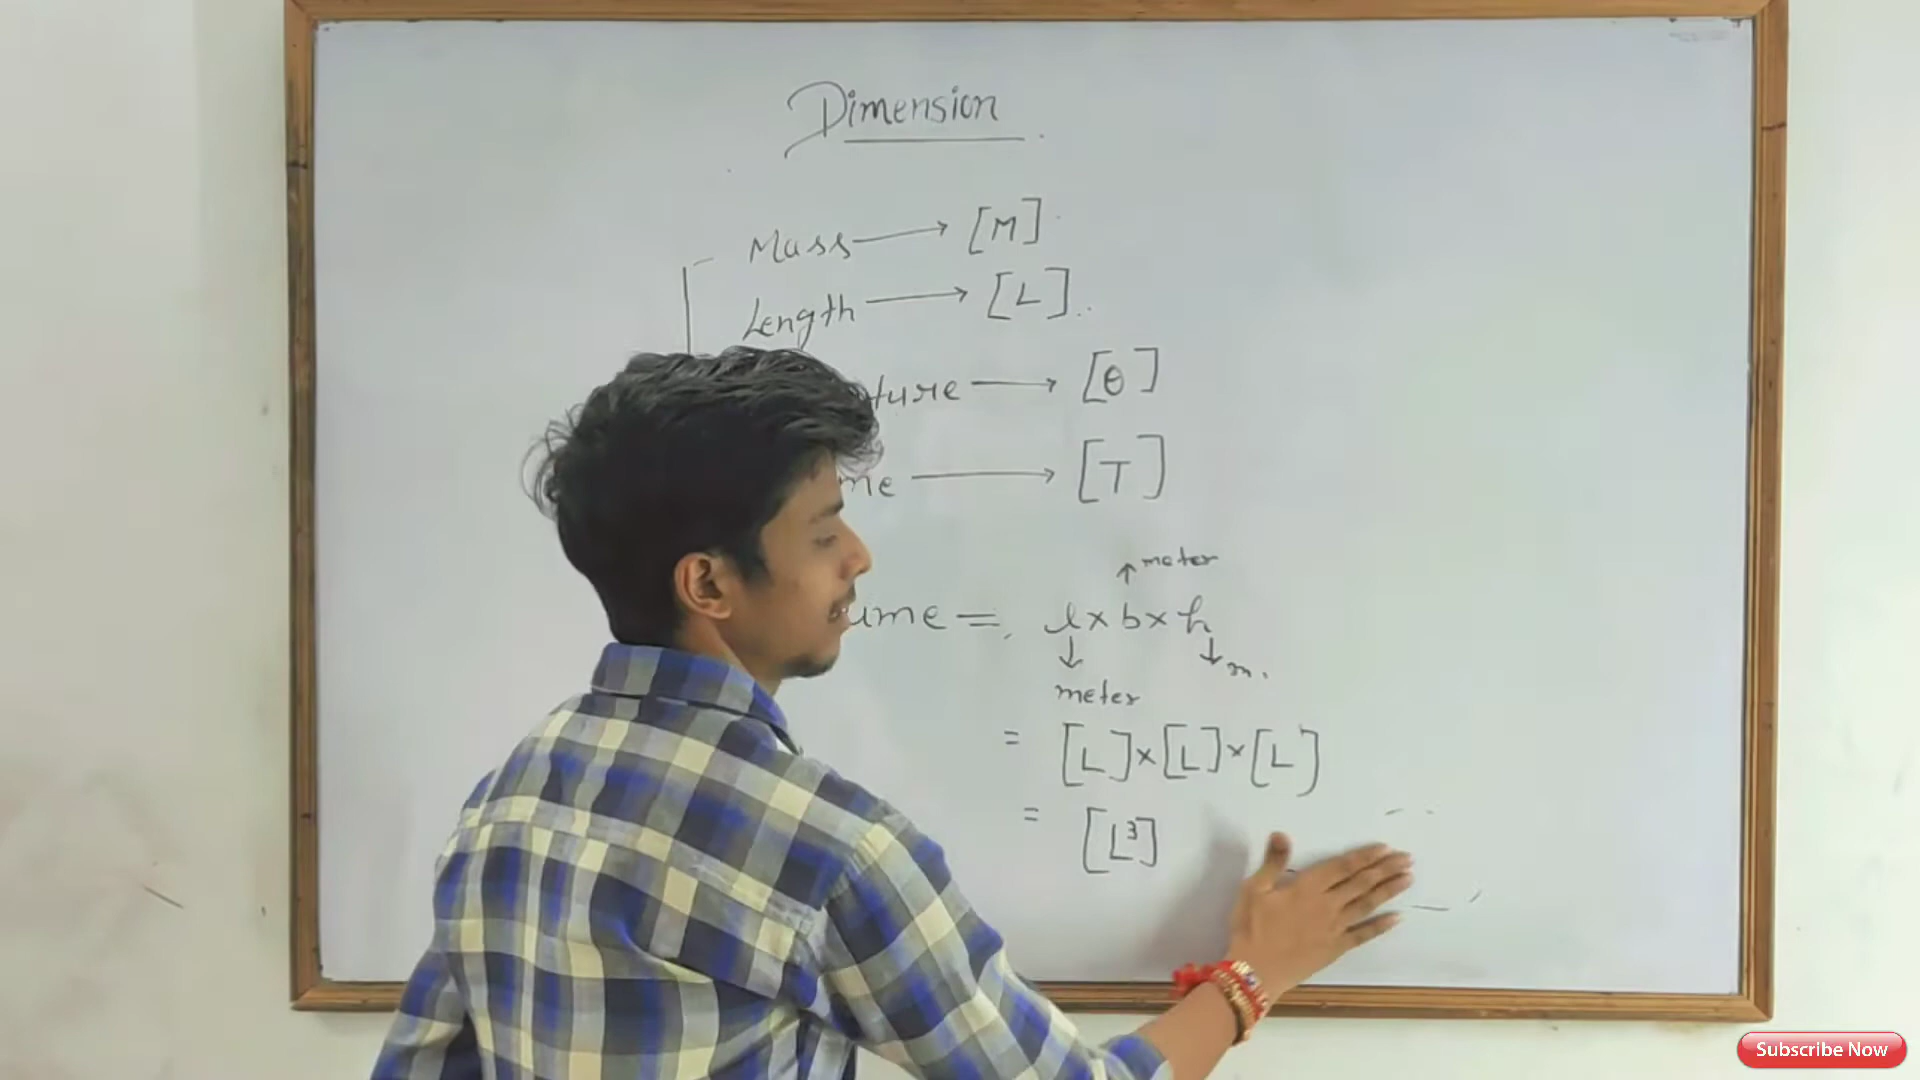 Dimension
Mass → [M]
Length → [L]
ture → [θ]
me → [T]
↑ meter
ume = l × b × h
↓ ↓ m.
meter
= [L] × [L] × [L]
= [L³]
Subscribe Now